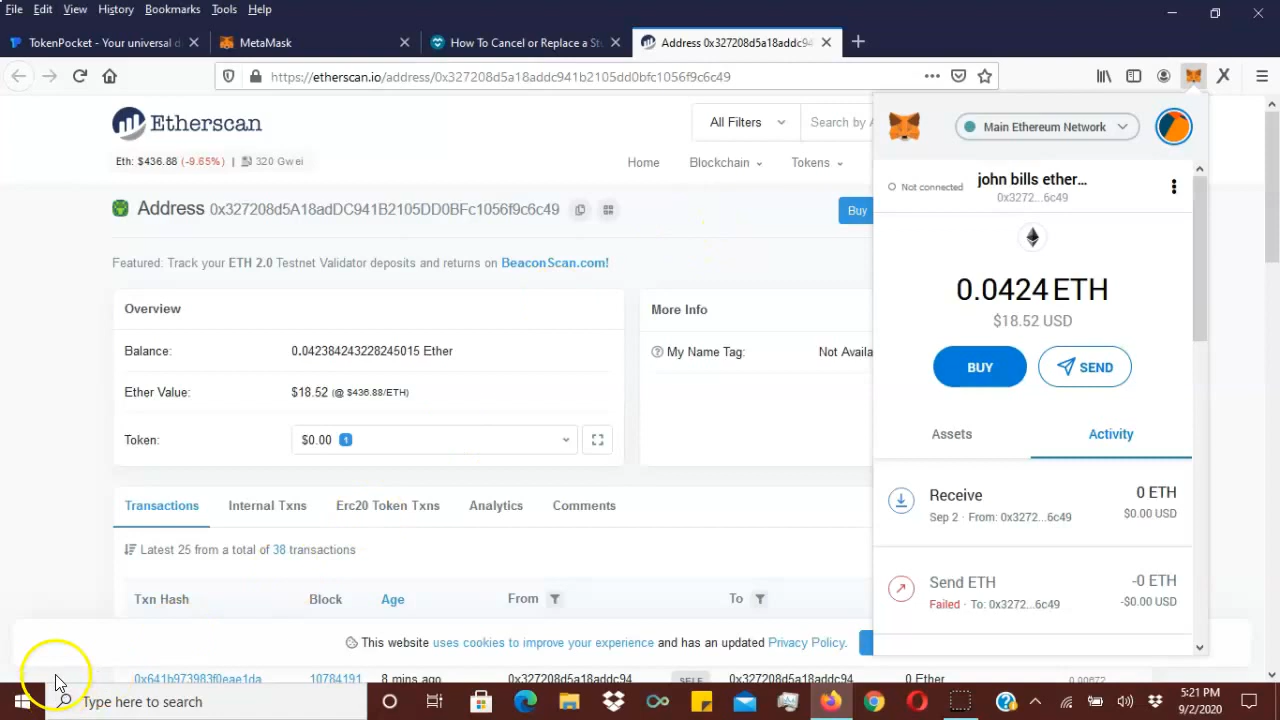 File Edit View History Bookmarks Tools Help
TokenPocket - Your universal d
MetaMask
How To Cancel or Replace a St
Address 0x327208d5a18addc94
https://etherscan.io/address/0x327208d5a18addc941b2105dd0bfc1056f9c6c49
Etherscan
All Filters
Search by A
Eth: $436.88 (-9.65%) | 320 Gwei
Home Blockchain Tokens
Address 0x327208d5A18adDC941B2105DD0BFc1056f9c6c49
Buy
Featured: Track your ETH 2.0 Testnet Validator deposits and returns on BeaconScan.com!
Overview
Balance: 0.042384243228245015 Ether
Ether Value: $18.52 (@ $436.88/ETH)
Token: $0.00 1
More Info
My Name Tag: Not Availa
Transactions Internal Txns Erc20 Token Txns Analytics Comments
Latest 25 from a total of 38 transactions
Txn Hash Block Age From To
This website uses cookies to improve your experience and has an updated Privacy Policy.
0x641b973983f0eae1da 10784191 8 mins ago 0x327208d5a18addc94 SELF 0x327208d5a18addc94 0 Ether 0.00672
Main Ethereum Network
Not connected
john bills ether...
0x3272...6c49
0.0424 ETH
$18.52 USD
BUY SEND
Assets Activity
Receive 0 ETH
Sep 2 · From: 0x3272...6c49 $0.00 USD
Send ETH -0 ETH
Failed · To: 0x3272...6c49 -$0.00 USD
Type here to search
5:21 PM
9/2/2020